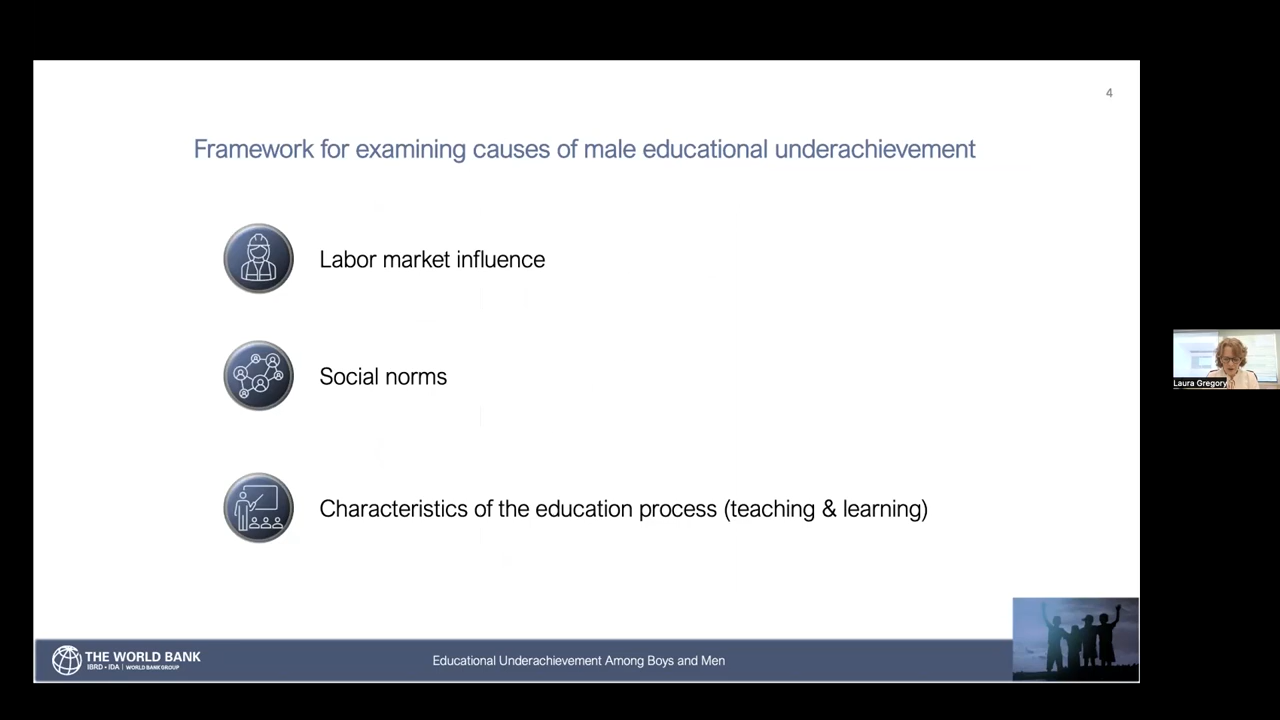 4
Framework for examining causes of male educational underachievement
Labor market influence
Social norms
Characteristics of the education process (teaching & learning)
THE WORLD BANK
IBRD • IDA | WORLD BANK GROUP
Educational Underachievement Among Boys and Men
Laura Gregory